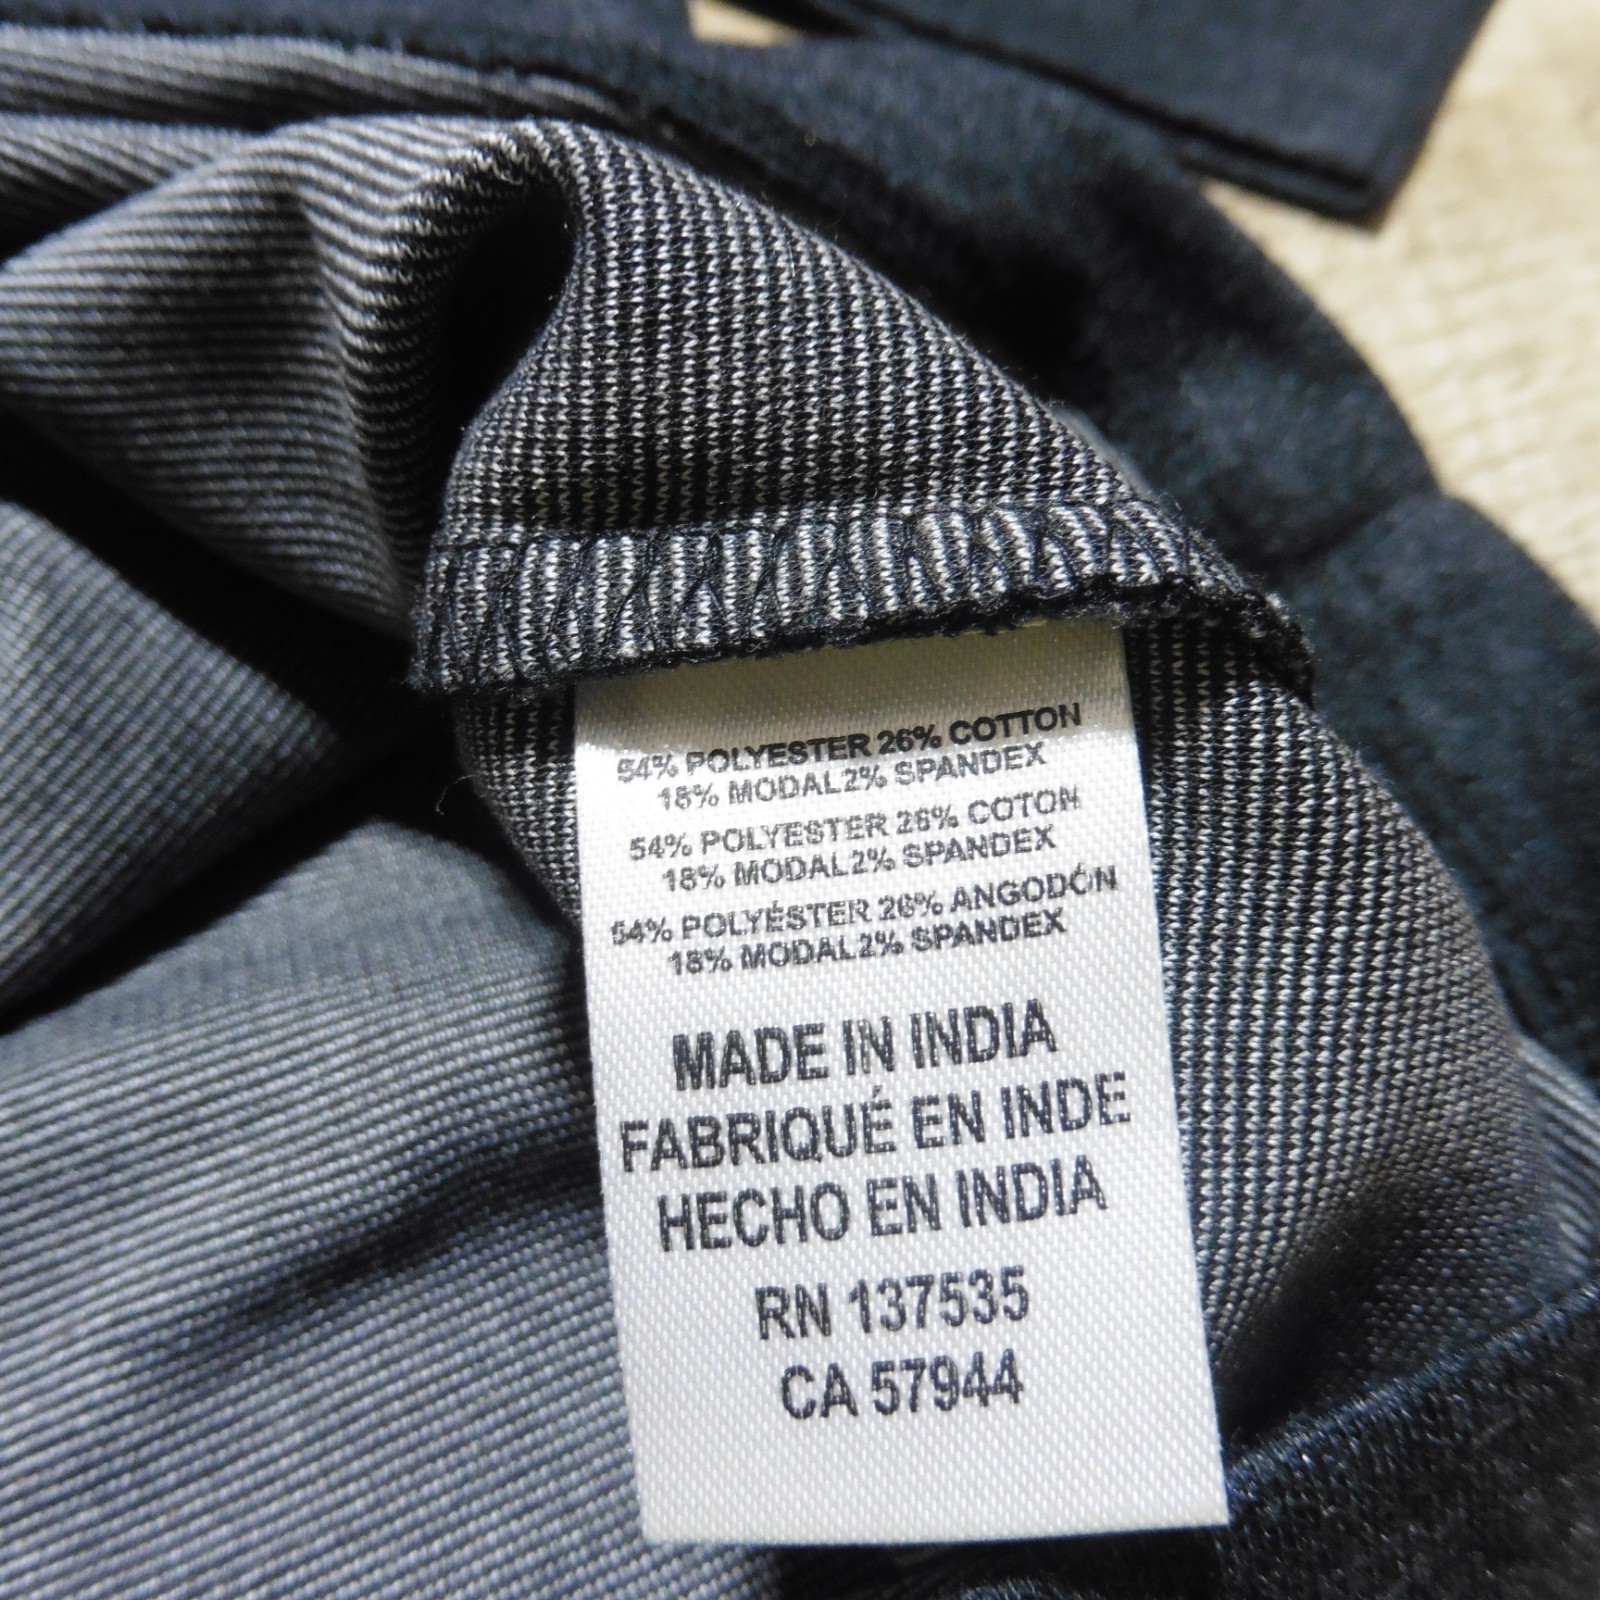 54% POLYESTER 26% COTTON
18% MODAL2% SPANDEX
54% POLYESTER 26% COTON
18% MODAL2% SPANDEX
54% POLYÉSTER 26% ANGODÓN
18% MODAL2% SPANDEX
MADE IN INDIA
FABRIQUÉ EN INDE
HECHO EN INDIA
RN 137535
CA 57944